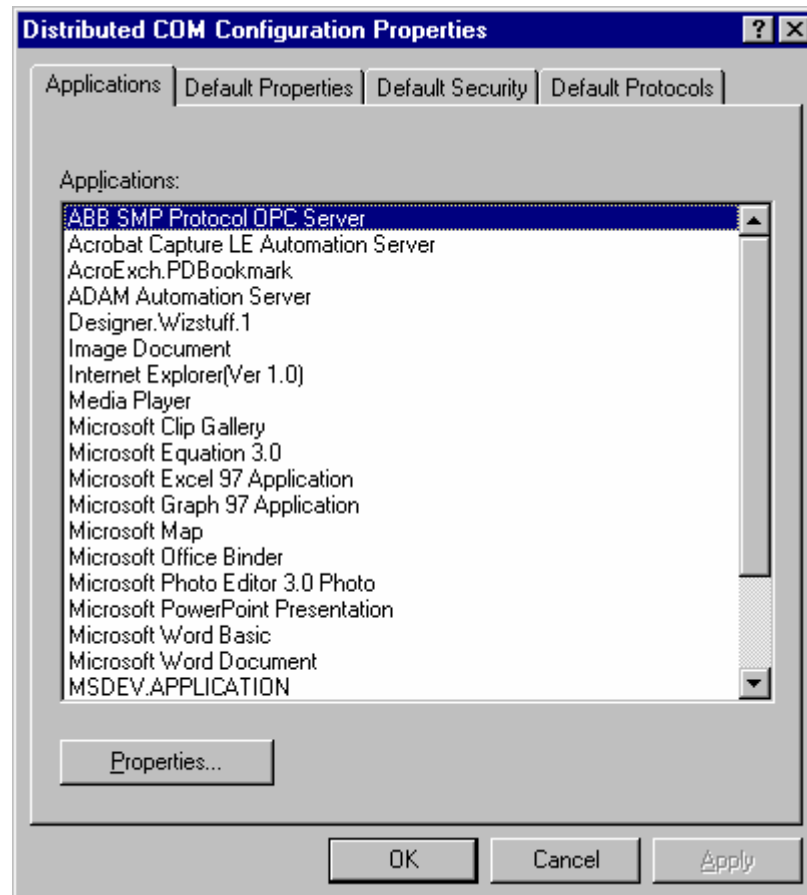 Distributed COM Configuration Properties
Applications Default Properties Default Security Default Protocols
Applications:
ABB SMP Protocol OPC Server
Acrobat Capture LE Automation Server
AcroExch.PDBookmark
ADAM Automation Server
Designer.Wizstuff.1
Image Document
Internet Explorer(Ver 1.0)
Media Player
Microsoft Clip Gallery
Microsoft Equation 3.0
Microsoft Excel 97 Application
Microsoft Graph 97 Application
Microsoft Map
Microsoft Office Binder
Microsoft Photo Editor 3.0 Photo
Microsoft PowerPoint Presentation
Microsoft Word Basic
Microsoft Word Document
MSDEV.APPLICATION
Properties...
OK Cancel Apply